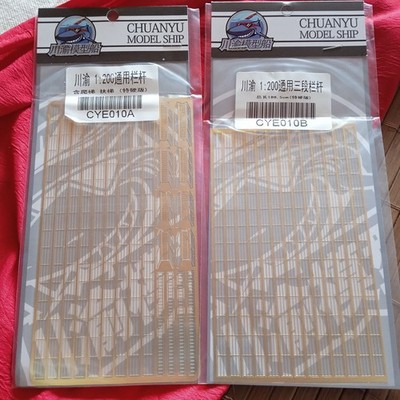 CHUANYU
MODEL SHIP
川渝模型船
川渝 1:200通用栏杆
CYE010A
CHUANYU
MODEL SHIP
川渝模型船
川渝 1:200通用三段栏杆
CYE010B